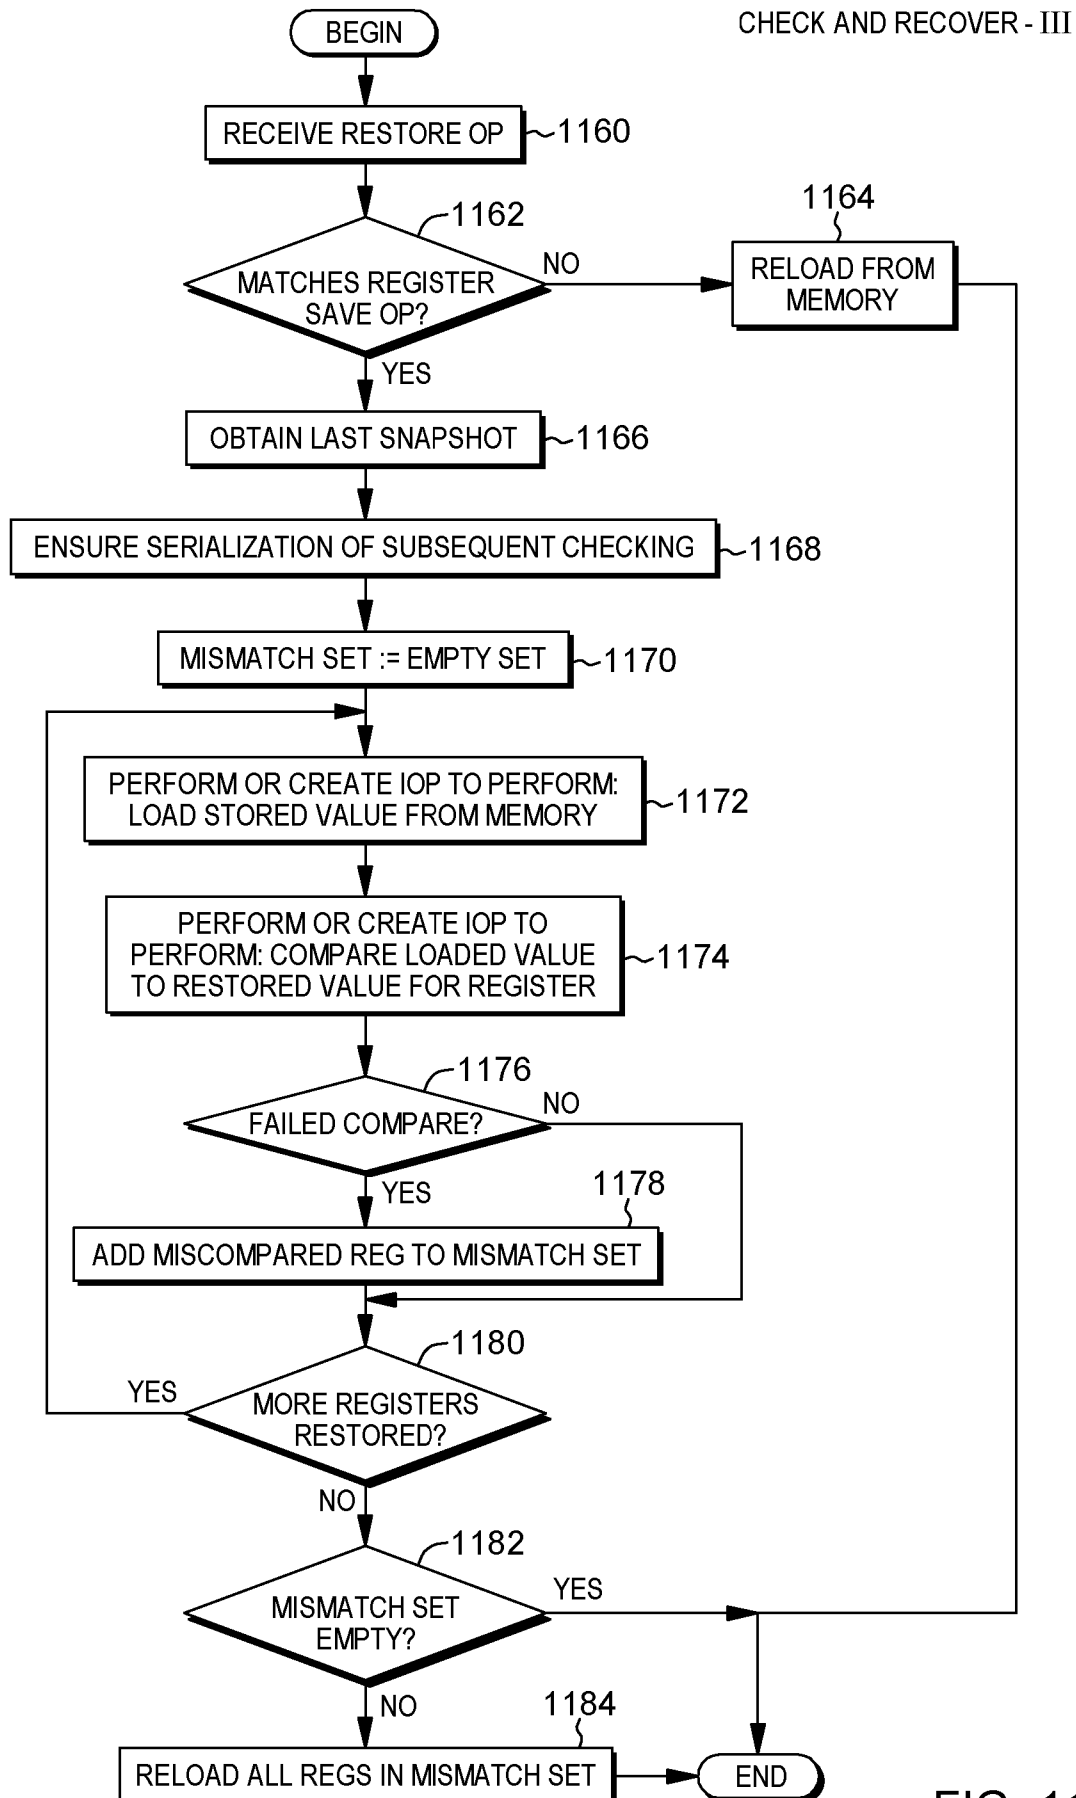 CHECK AND RECOVER - III
BEGIN
RECEIVE RESTORE OP
1160
1162
MATCHES REGISTER
SAVE OP?
NO
1164
RELOAD FROM
MEMORY
YES
OBTAIN LAST SNAPSHOT
1166
ENSURE SERIALIZATION OF SUBSEQUENT CHECKING
1168
MISMATCH SET := EMPTY SET
1170
PERFORM OR CREATE IOP TO PERFORM:
LOAD STORED VALUE FROM MEMORY
1172
PERFORM OR CREATE IOP TO
PERFORM: COMPARE LOADED VALUE
TO RESTORED VALUE FOR REGISTER
1174
1176
FAILED COMPARE?
NO
YES
1178
ADD MISCOMPARED REG TO MISMATCH SET
1180
MORE REGISTERS
RESTORED?
YES
NO
1182
MISMATCH SET
EMPTY?
YES
NO
1184
RELOAD ALL REGS IN MISMATCH SET
END